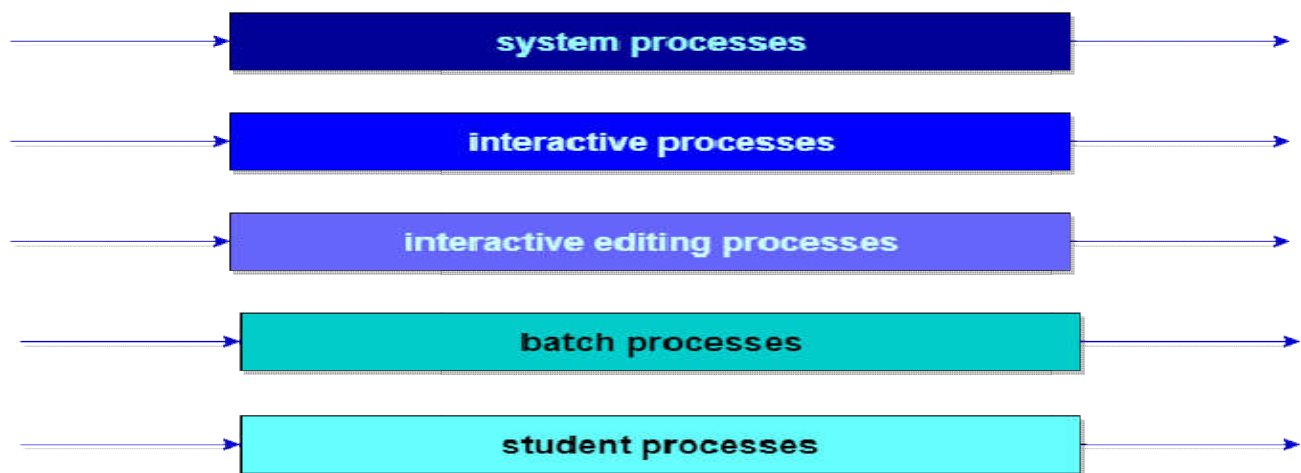 system processes
interactive processes
interactive editing processes
batch processes
student processes